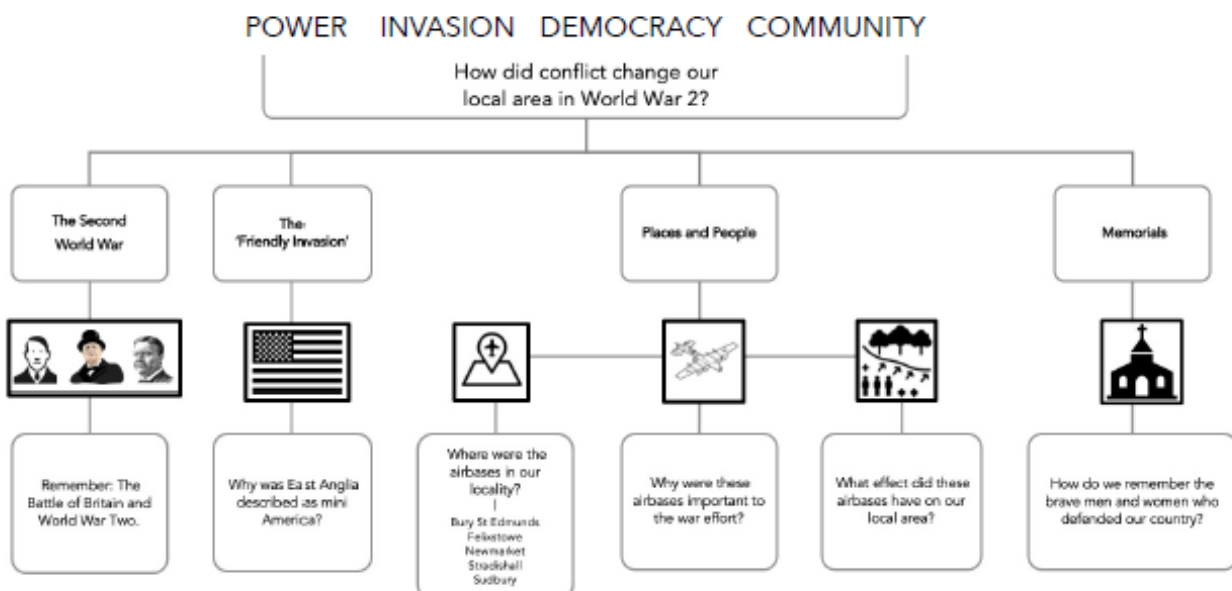 POWER INVASION DEMOCRACY COMMUNITY
How did conflict change our
local area in World War 2?
The Second
World War
The
'Friendly Invasion'
Places and People
Memorials
Remember: The
Battle of Britain and
World War Two.
Why was East Anglia
described as mini
America?
Where were the
airbases in our
locality?
Bury St Edmunds
Felixstowe
Newmarket
Stradishall
Sudbury
Why were these
airbases important to
the war effort?
What effect did these
airbases have on our
local area?
How do we remember the
brave men and women who
defended our country?